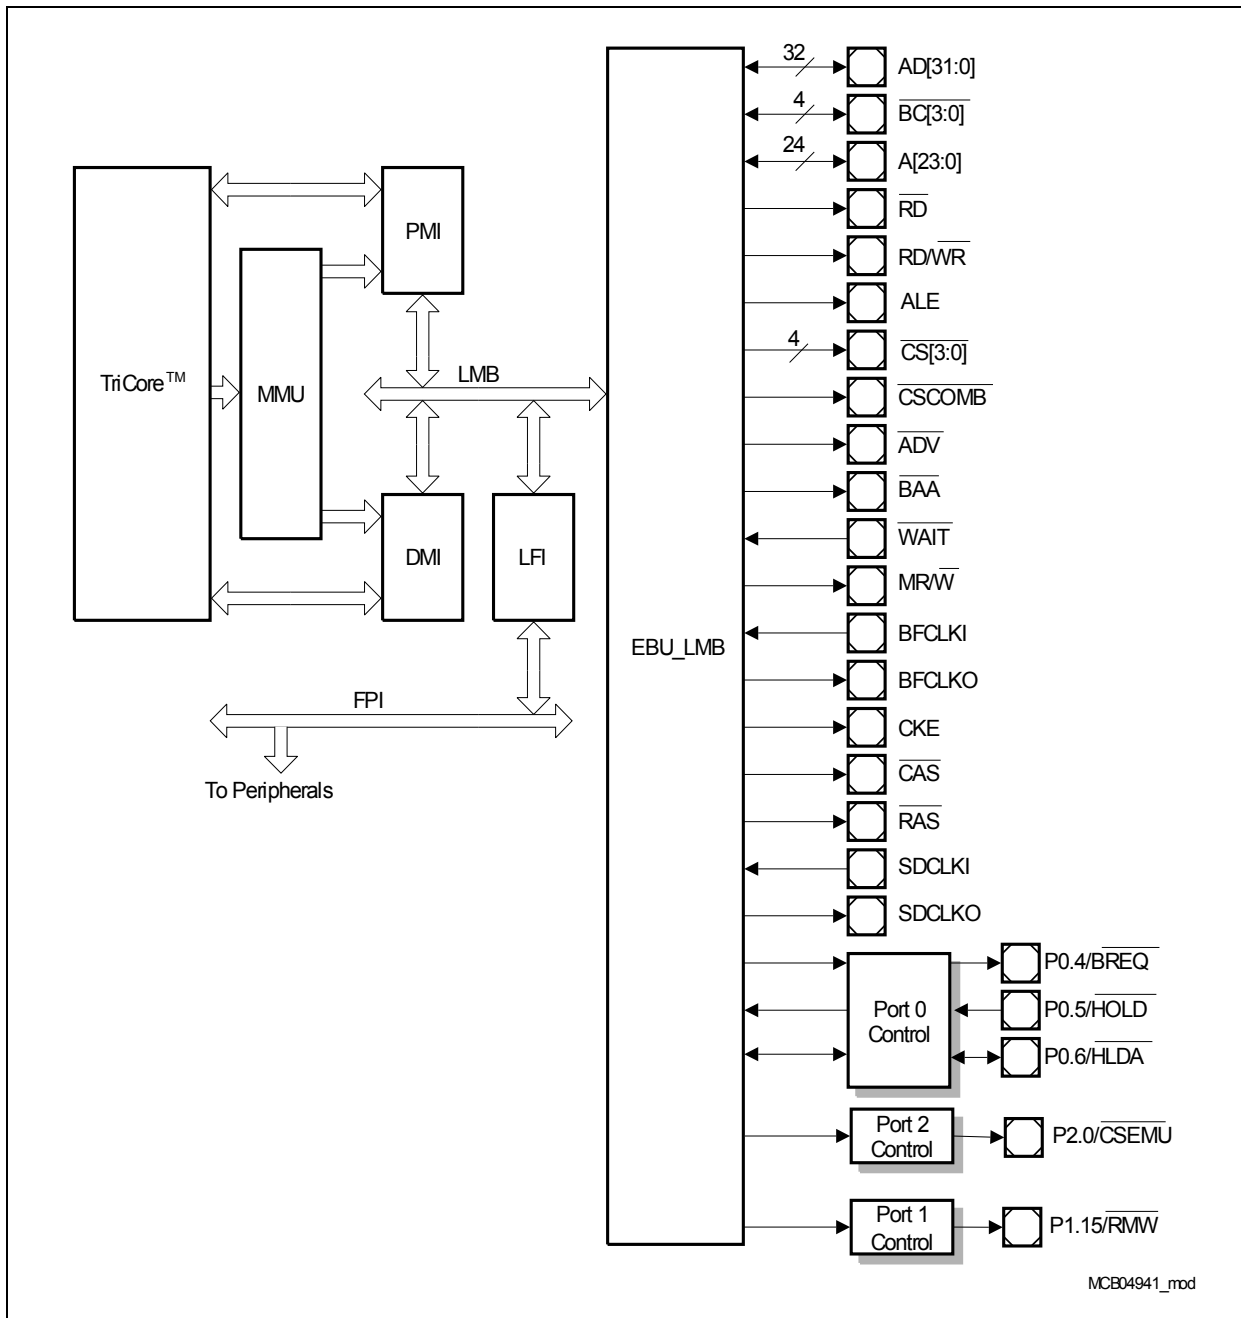 32
AD[31:0]
4
BC[3:0]
24
A[23:0]
RD
PMI
RD/WR
ALE
4
CS[3:0]
TriCore™
MMU
LMB
CSCOMB
ADV
BAA
WAIT
DMI
LFI
MR/W
EBU_LMB
BFCLKI
BFCLKO
FPI
CKE
To Peripherals
CAS
RAS
SDCLKI
SDCLKO
P0.4/BREQ
Port 0
Control
P0.5/HOLD
P0.6/HLDA
Port 2
Control
P2.0/CSEMU
Port 1
Control
P1.15/RMW
MCB04941_mod